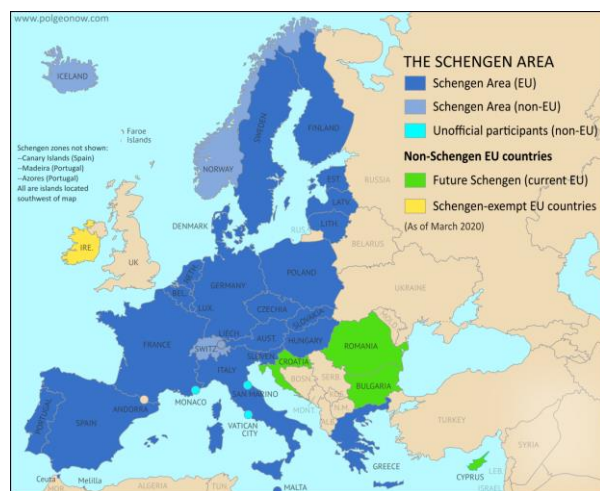 www.polgeonow.com
THE SCHENGEN AREA
Schengen Area (EU)
Schengen Area (non-EU)
Unofficial participants (non-EU)
Non-Schengen EU countries
Future Schengen (current EU)
Schengen-exempt EU countries
(As of March 2020)
ICELAND
Faroe
Islands
Schengen zones not shown:
--Canary Islands (Spain)
--Madeira (Portugal)
--Azores (Portugal)
All are islands located
southwest of map
SWEDEN
FINLAND
NORWAY
RUSSIA
EST.
LATV.
LITH.
RUS.
DENMARK
BELARUS
IRE.
UK
NETH.
BEL.
LUX.
GERMANY
POLAND
CZECHIA
SLOVAKIA
UKRAINE
FRANCE
LIECH.
SWITZ.
AUST.
HUNGARY
SLOVEN.
CROATIA
ROMANIA
ITALY
BOSN.
SERB.
MONT.
BULGARIA
N.M.
ALB.
ANDORRA
MONACO
SAN MARINO
VATICAN
CITY
PORTUGAL
SPAIN
GREECE
TURKEY
CYPRUS
SYRIA
LEB.
ISRAEL
Ceuta
Melilla
MOR.
ALGERIA
TUN.
MALTA